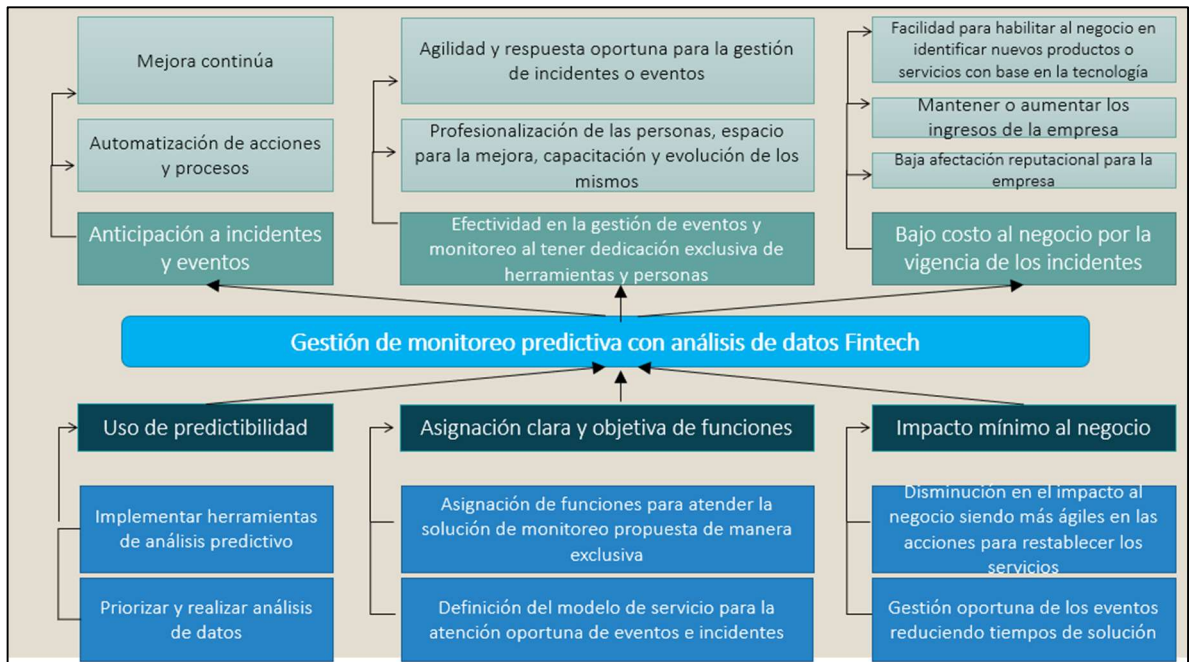 Mejora continúa
Automatización de acciones
y procesos
Anticipación a incidentes
y eventos
Agilidad y respuesta oportuna para la gestión
de incidentes o eventos
Profesionalización de las personas, espacio
para la mejora, capacitación y evolución de los
mismos
Efectividad en la gestión de eventos y
monitoreo al tener dedicación exclusiva de
herramientas y personas
Facilidad para habilitar al negocio en
identificar nuevos productos o
servicios con base en la tecnología
Mantener o aumentar los
ingresos de la empresa
Baja afectación reputacional para la
empresa
Bajo costo al negocio por la
vigencia de los incidentes
Gestión de monitoreo predictiva con análisis de datos Fintech
Uso de predictibilidad
Implementar herramientas
de análisis predictivo
Priorizar y realizar análisis
de datos
Asignación clara y objetiva de funciones
Asignación de funciones para atender la
solución de monitoreo propuesta de manera
exclusiva
Definición del modelo de servicio para la
atención oportuna de eventos e incidentes
Impacto mínimo al negocio
Disminución en el impacto al
negocio siendo más ágiles en las
acciones para restablecer los
servicios
Gestión oportuna de los eventos
reduciendo tiempos de solución